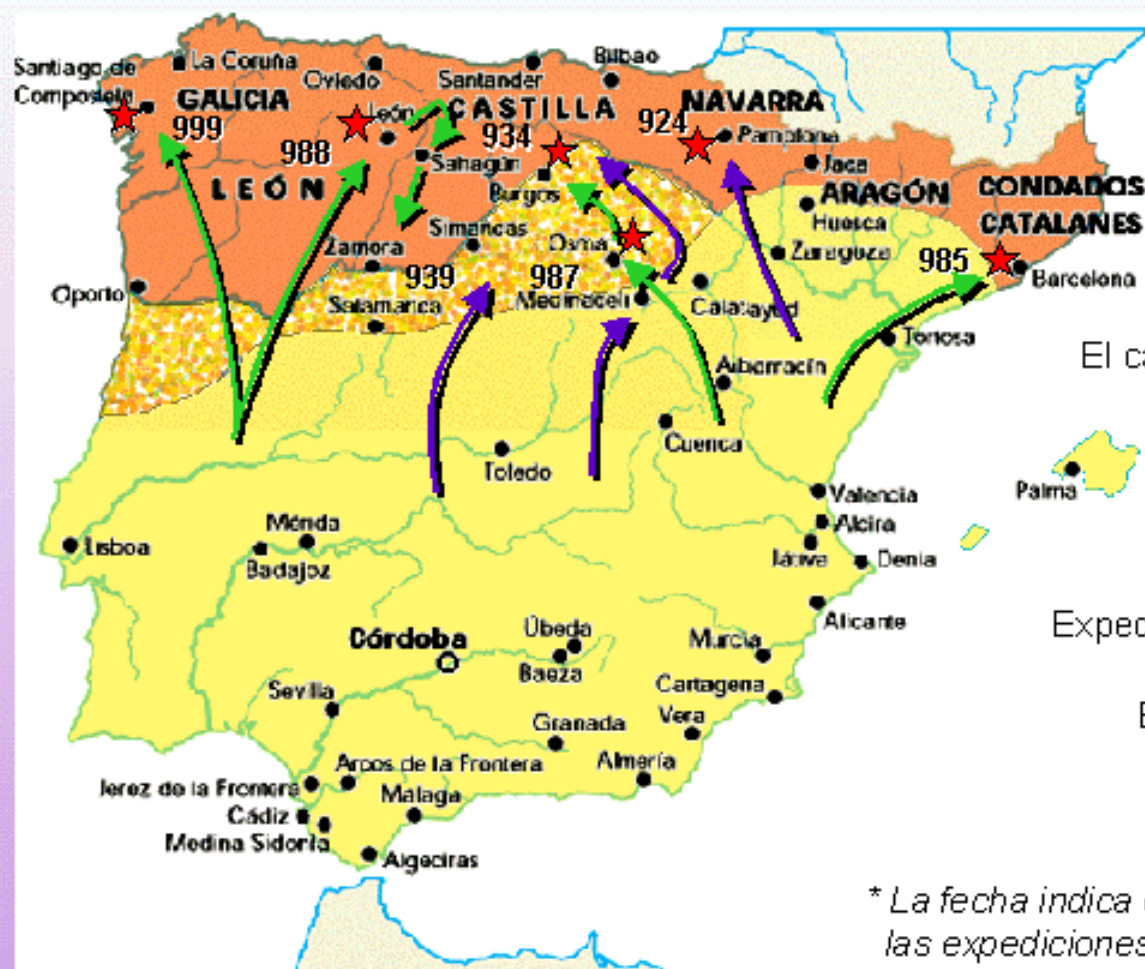 La Coruña
Bilbao
Santiago de
Compostela
Oviedo
Santander
GALICIA
León
CASTILLA
NAVARRA
999
988
934
924
Pamplona
Sahagún
Jaca
LEÓN
Burgos
ARAGÓN
CONDADOS
CATALANES
Huesca
Simancas
Osma
Zamora
Zaragoza
985
939
987
Barcelona
Oporto
Medinaceli
Salamanca
Calatayud
Tortosa
El
Albarracín
Cuenca
Toledo
Palma
Valencia
Mérida
Alcira
Lisboa
Játiva
Denia
Badajoz
Alicante
Úbeda
Córdoba
Murcia
Baeza
Sevilla
Cartagena
Vera
Granada
Arcos de la Frontera
Almería
Jerez de la Frontera
Málaga
Cádiz
Medina Sidonia
Algeciras
* La fecha indica
las expediciones